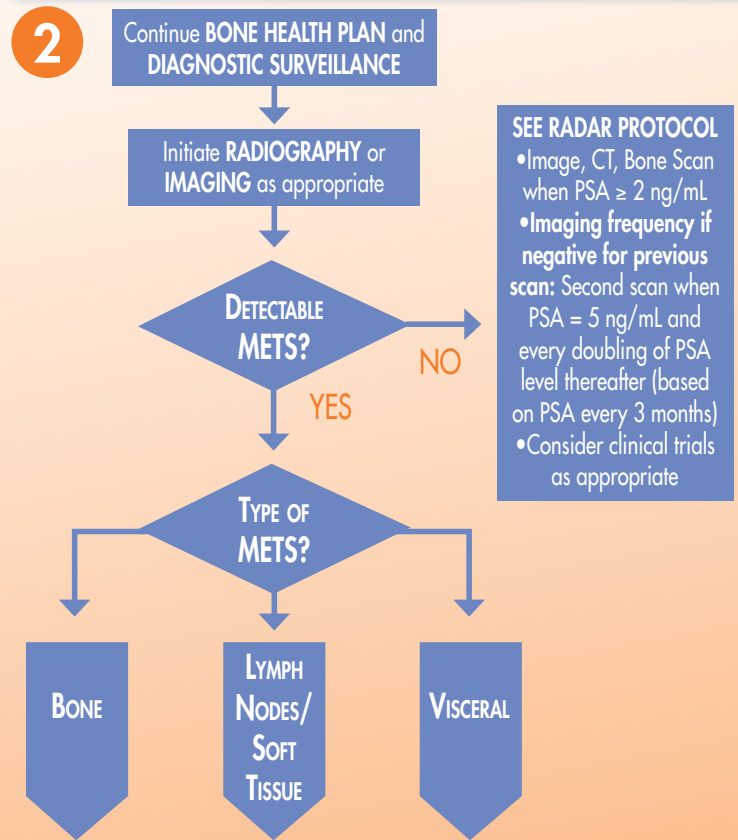 2
Continue BONE HEALTH PLAN and
DIAGNOSTIC SURVEILLANCE
Initiate RADIOGRAPHY or
IMAGING as appropriate
DETECTABLE
METS?
NO
YES
SEE RADAR PROTOCOL
•Image, CT, Bone Scan
when PSA ≥ 2 ng/mL
•Imaging frequency if
negative for previous
scan: Second scan when
PSA = 5 ng/mL and
every doubling of PSA
level thereafter (based
on PSA every 3 months)
•Consider clinical trials
as appropriate
TYPE OF
METS?
BONE
LYMPH
NODES/
SOFT
TISSUE
VISCERAL